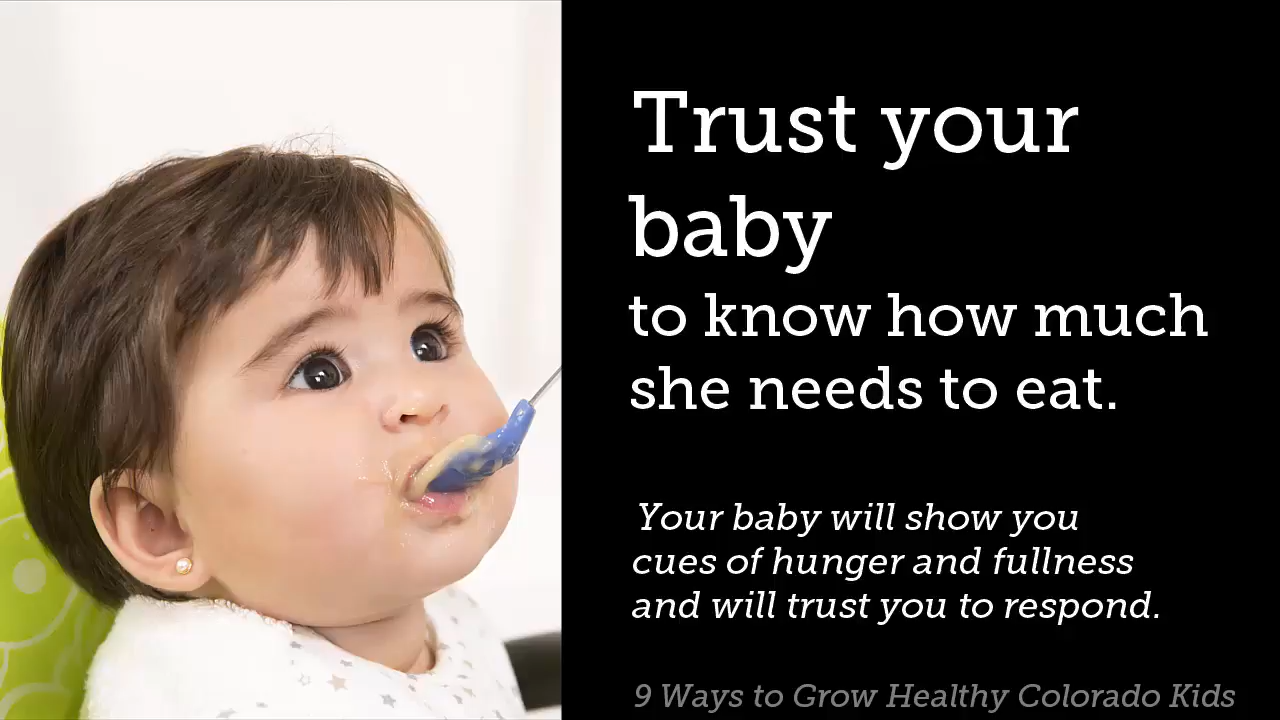 Trust your
baby
to know how much
she needs to eat.
Your baby will show you
cues of hunger and fullness
and will trust you to respond.
9 Ways to Grow Healthy Colorado Kids